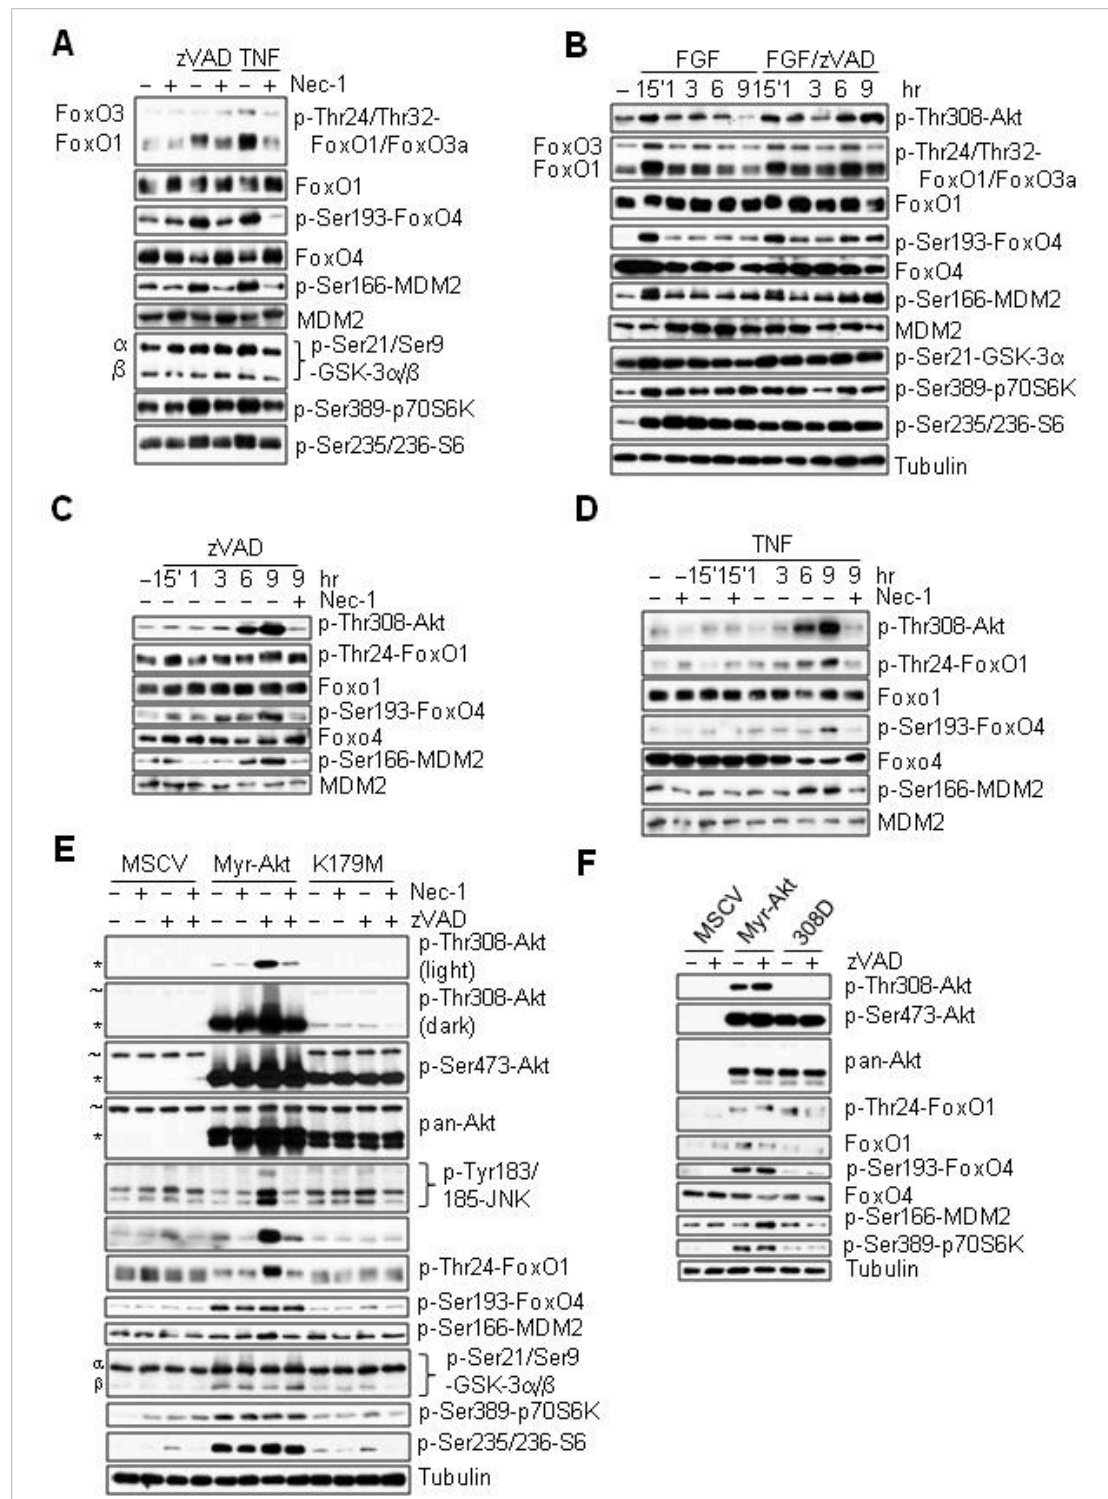 A
zVAD TNF
– + – + – + Nec-1
FoxO3
FoxO1
p-Thr24/Thr32-
FoxO1/FoxO3a
FoxO1
p-Ser193-FoxO4
FoxO4
p-Ser166-MDM2
MDM2
α
β
p-Ser21/Ser9
-GSK-3α/β
p-Ser389-p70S6K
p-Ser235/236-S6
B
FGF FGF/zVAD
– 15'1 3 6 91 15'1 3 6 9 hr
p-Thr308-Akt
FoxO3
FoxO1
p-Thr24/Thr32-
FoxO1/FoxO3a
FoxO1
p-Ser193-FoxO4
FoxO4
p-Ser166-MDM2
MDM2
p-Ser21-GSK-3α
p-Ser389-p70S6K
p-Ser235/236-S6
Tubulin
C
zVAD
–15' 1 3 6 9 9 hr
– – – – – – + Nec-1
p-Thr308-Akt
p-Thr24-FoxO1
Foxo1
p-Ser193-FoxO4
Foxo4
p-Ser166-MDM2
MDM2
D
TNF
– –15'15'1 3 6 9 9 hr
– + – + – – – – + Nec-1
p-Thr308-Akt
p-Thr24-FoxO1
Foxo1
p-Ser193-FoxO4
Foxo4
p-Ser166-MDM2
MDM2
E
MSCV Myr-Akt K179M
– + – + – + – + – + – + Nec-1
– – + + – – + + – – + + zVAD
p-Thr308-Akt
* (light)
~ p-Thr308-Akt
* (dark)
~ p-Ser473-Akt
*
~ pan-Akt
*
p-Tyr183/
185-JNK
p-Thr24-FoxO1
p-Ser193-FoxO4
p-Ser166-MDM2
α
β
p-Ser21/Ser9
-GSK-3α/β
p-Ser389-p70S6K
p-Ser235/236-S6
Tubulin
F
MSCV Myr-Akt 308D
– + – + – + zVAD
p-Thr308-Akt
p-Ser473-Akt
pan-Akt
p-Thr24-FoxO1
FoxO1
p-Ser193-FoxO4
FoxO4
p-Ser166-MDM2
p-Ser389-p70S6K
Tubulin